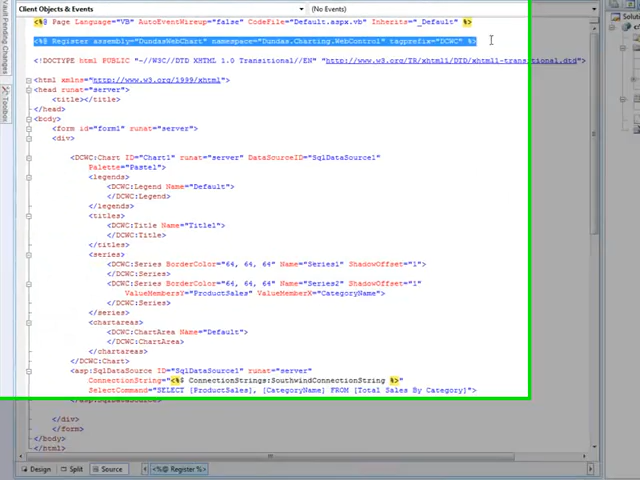 Client Objects & Events (No Events)
Vault Pending Changes
Toolbox
<%@ Page Language="VB" AutoEventWireup="false" CodeFile="Default.aspx.vb" Inherits="_Default" %>
<%@ Register assembly="DundasWebChart" namespace="Dundas.Charting.WebControl" tagprefix="DCWC" %>
<!DOCTYPE html PUBLIC "-//W3C//DTD XHTML 1.0 Transitional//EN" "http://www.w3.org/TR/xhtml1/DTD/xhtml1-transitional.dtd">
<html xmlns="http://www.w3.org/1999/xhtml">
<head runat="server">
<title></title>
</head>
<body>
<form id="form1" runat="server">
<div>
<DCWC:Chart ID="Chart1" runat="server" DataSourceID="SqlDataSource1"
Palette="Pastel">
<legends>
<DCWC:Legend Name="Default">
</DCWC:Legend>
</legends>
<titles>
<DCWC:Title Name="Title1">
</DCWC:Title>
</titles>
<series>
<DCWC:Series BorderColor="64, 64, 64" Name="Series1" ShadowOffset="1">
</DCWC:Series>
<DCWC:Series BorderColor="64, 64, 64" Name="Series2" ShadowOffset="1"
ValueMembersY="ProductSales" ValueMemberX="CategoryName">
</DCWC:Series>
</series>
<chartareas>
<DCWC:ChartArea Name="Default">
</DCWC:ChartArea>
</chartareas>
</DCWC:Chart>
<asp:SqlDataSource ID="SqlDataSource1" runat="server"
ConnectionString="<%$ ConnectionStrings:SouthwindConnectionString %>"
SelectCommand="SELECT [ProductSales], [CategoryName] FROM [Total Sales By Category]">
</asp:SqlDataSource>
</div>
</form>
</body>
</html>
Design Split Source <%@ Register %>